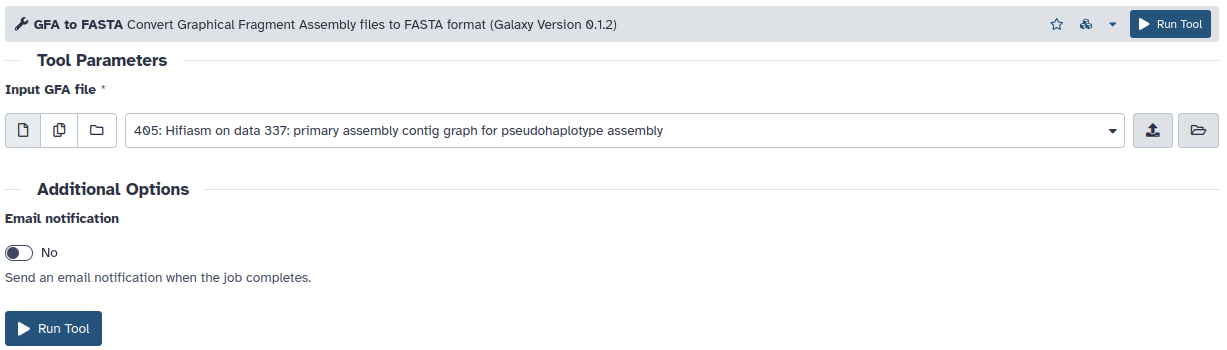 GFA to FASTA Convert Graphical Fragment Assembly files to FASTA format (Galaxy Version 0.1.2) Run Tool
Tool Parameters
Input GFA file *
405: Hifiasm on data 337: primary assembly contig graph for pseudohaplotype assembly
Additional Options
Email notification
No
Send an email notification when the job completes.
Run Tool